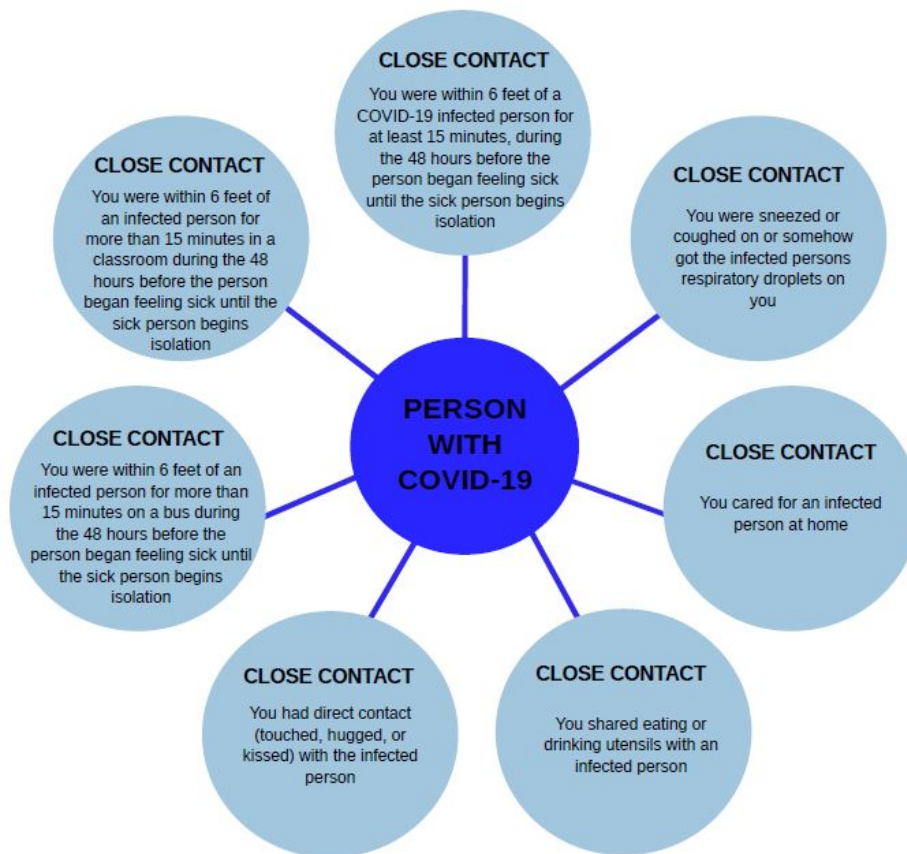 CLOSE CONTACT
You were within 6 feet of a
COVID-19 infected person for
at least 15 minutes, during
the 48 hours before the
person began feeling sick
until the sick person begins
isolation
CLOSE CONTACT
You were sneezed or
coughed on or somehow
got the infected persons
respiratory droplets on
you
CLOSE CONTACT
You cared for an infected
person at home
CLOSE CONTACT
You shared eating or
drinking utensils with an
infected person
CLOSE CONTACT
You had direct contact
(touched, hugged, or
kissed) with the infected
person
CLOSE CONTACT
You were within 6 feet of an
infected person for more than
15 minutes on a bus during
the 48 hours before the
person began feeling sick until
the sick person begins
isolation
CLOSE CONTACT
You were within 6 feet of
an infected person for
more than 15 minutes in a
classroom during the 48
hours before the person
began feeling sick until the
sick person begins
isolation
PERSON
WITH
COVID-19